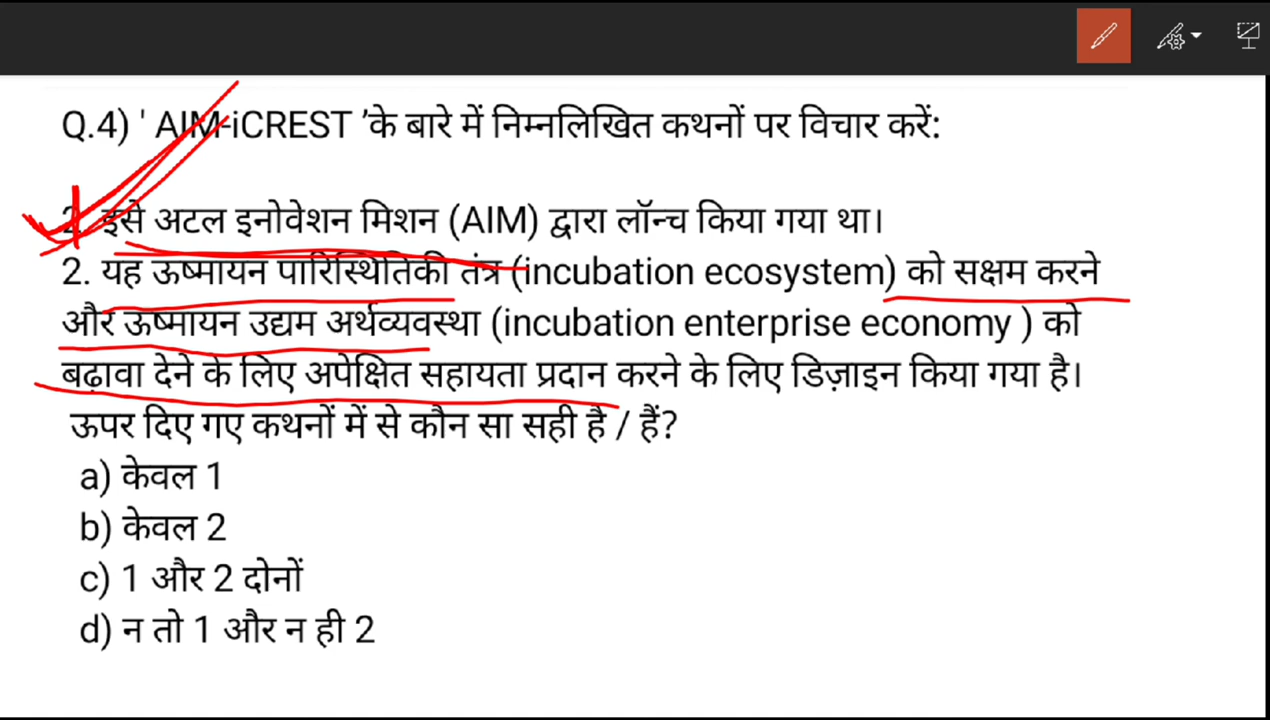 Q.4) ' AIM-iCREST 'के बारे में निम्नलिखित कथनों पर विचार करें:
2. इसे अटल इनोवेशन मिशन (AIM) द्वारा लॉन्च किया गया था।
2. यह ऊष्मायन पारिस्थितिकी तंत्र (incubation ecosystem) को सक्षम करने
और ऊष्मायन उद्यम अर्थव्यवस्था (incubation enterprise economy ) को
बढ़ावा देने के लिए अपेक्षित सहायता प्रदान करने के लिए डिज़ाइन किया गया है।
ऊपर दिए गए कथनों में से कौन सा सही है / हैं?
a) केवल 1
b) केवल 2
c) 1 और 2 दोनों
d) न तो 1 और न ही 2